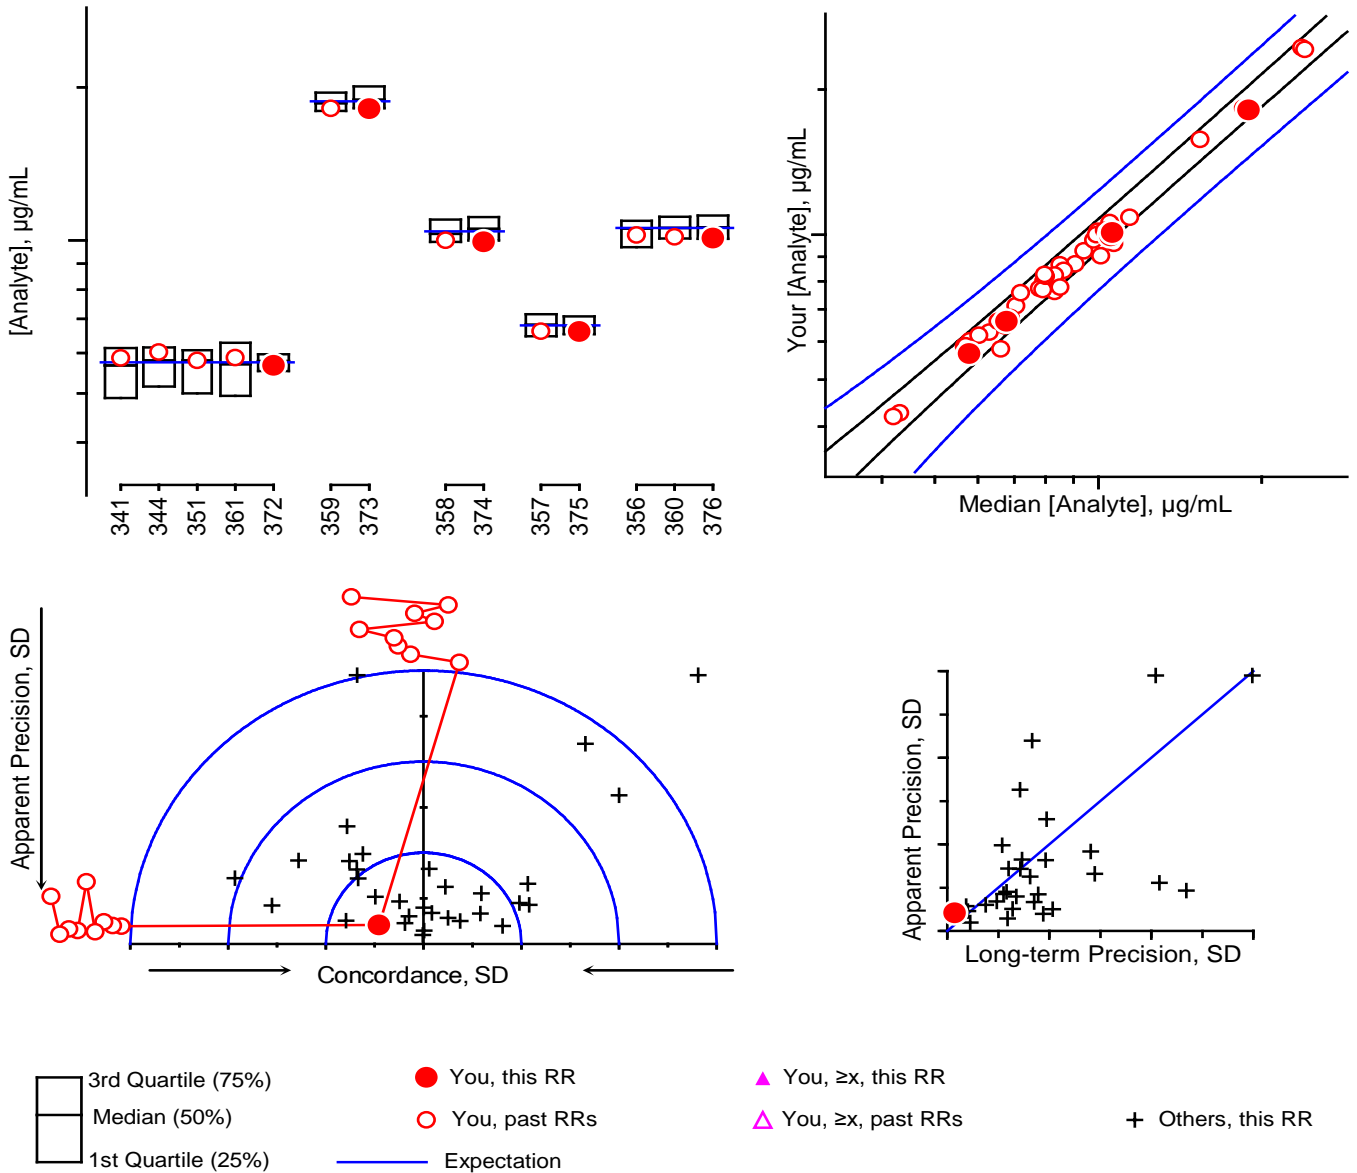 [Analyte], µg/mL
341
344
351
361
372
359
373
358
374
357
375
356
360
376
Your [Analyte], µg/mL
Median [Analyte], µg/mL
Apparent Precision, SD
Concordance, SD
Apparent Precision, SD
Long-term Precision, SD
3rd Quartile (75%)
Median (50%)
1st Quartile (25%)
You, this RR
You, past RRs
Expectation
You, ≥x, this RR
You, ≥x, past RRs
Others, this RR